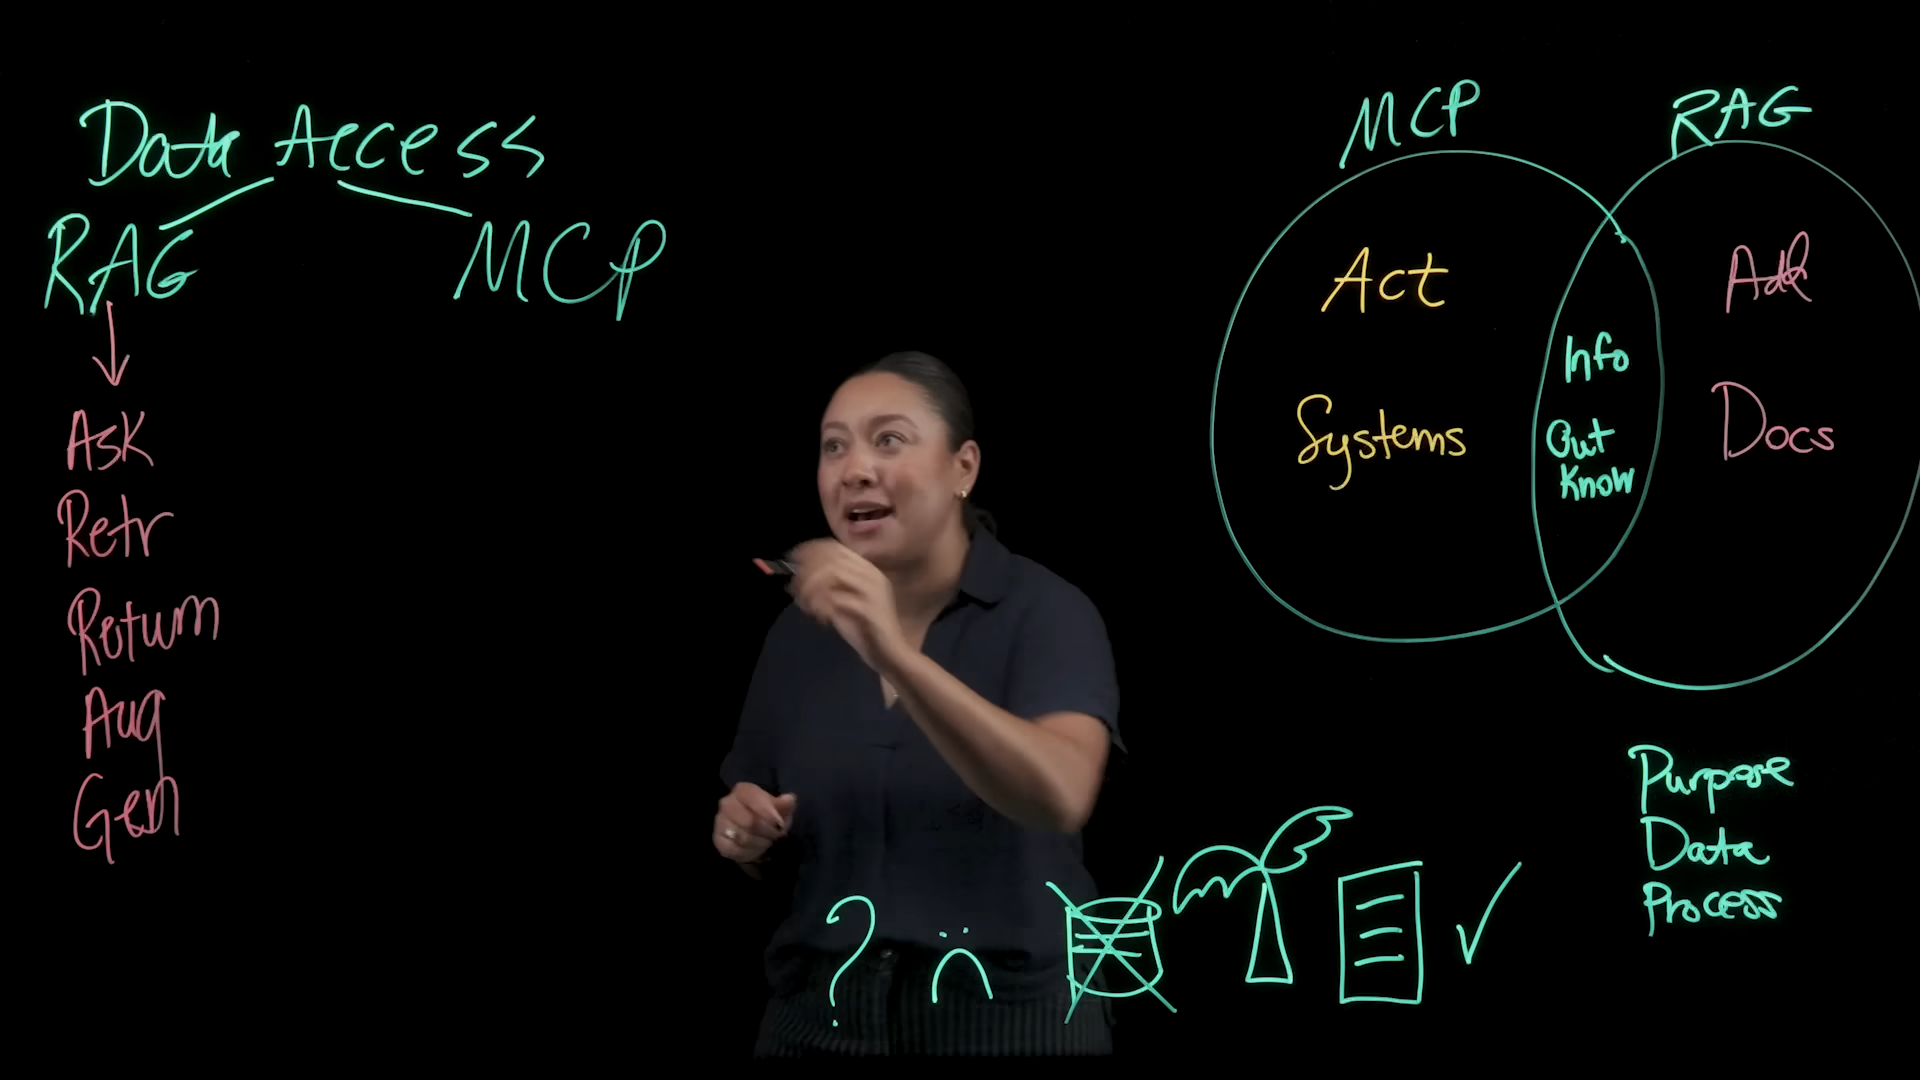 Data Access
RAG
MCP
Ask
Retr
Return
Aug
Gen
MCP
RAG
Act
Systems
Info
Out
Know
Add
Docs
?
Purpose
Data
Process